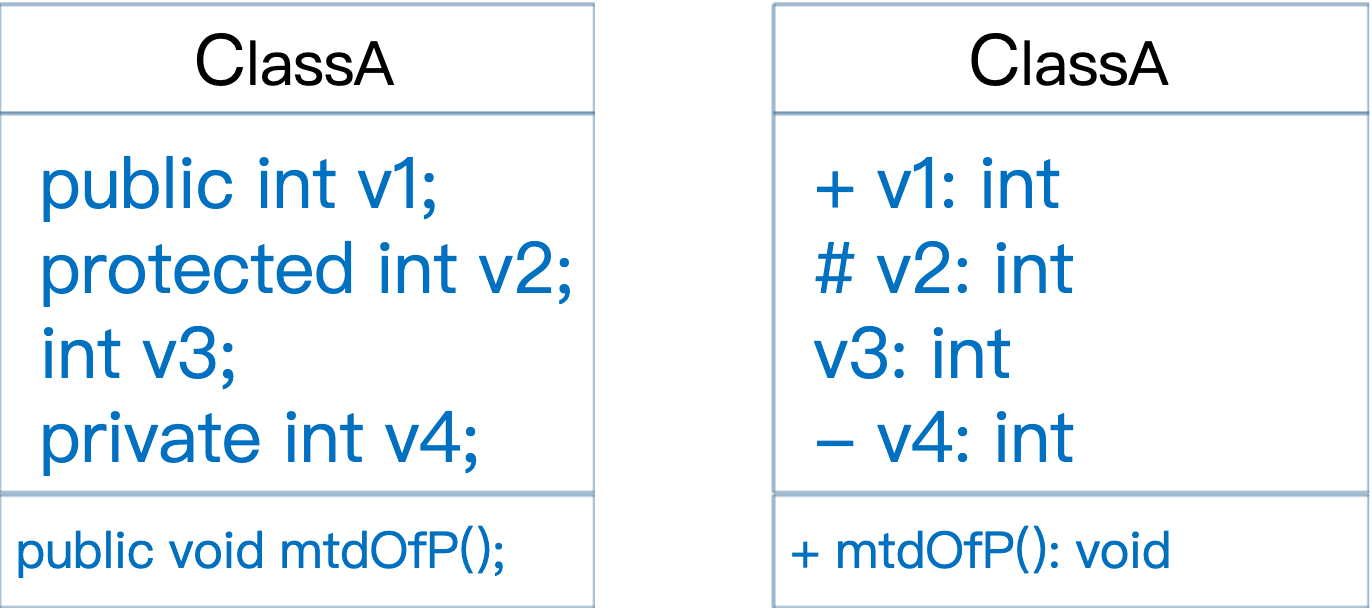 ClassA
public int v1;
protected int v2;
int v3;
private int v4;
public void mtdOfP();
ClassA
+ v1: int
# v2: int
v3: int
– v4: int
+ mtdOfP(): void